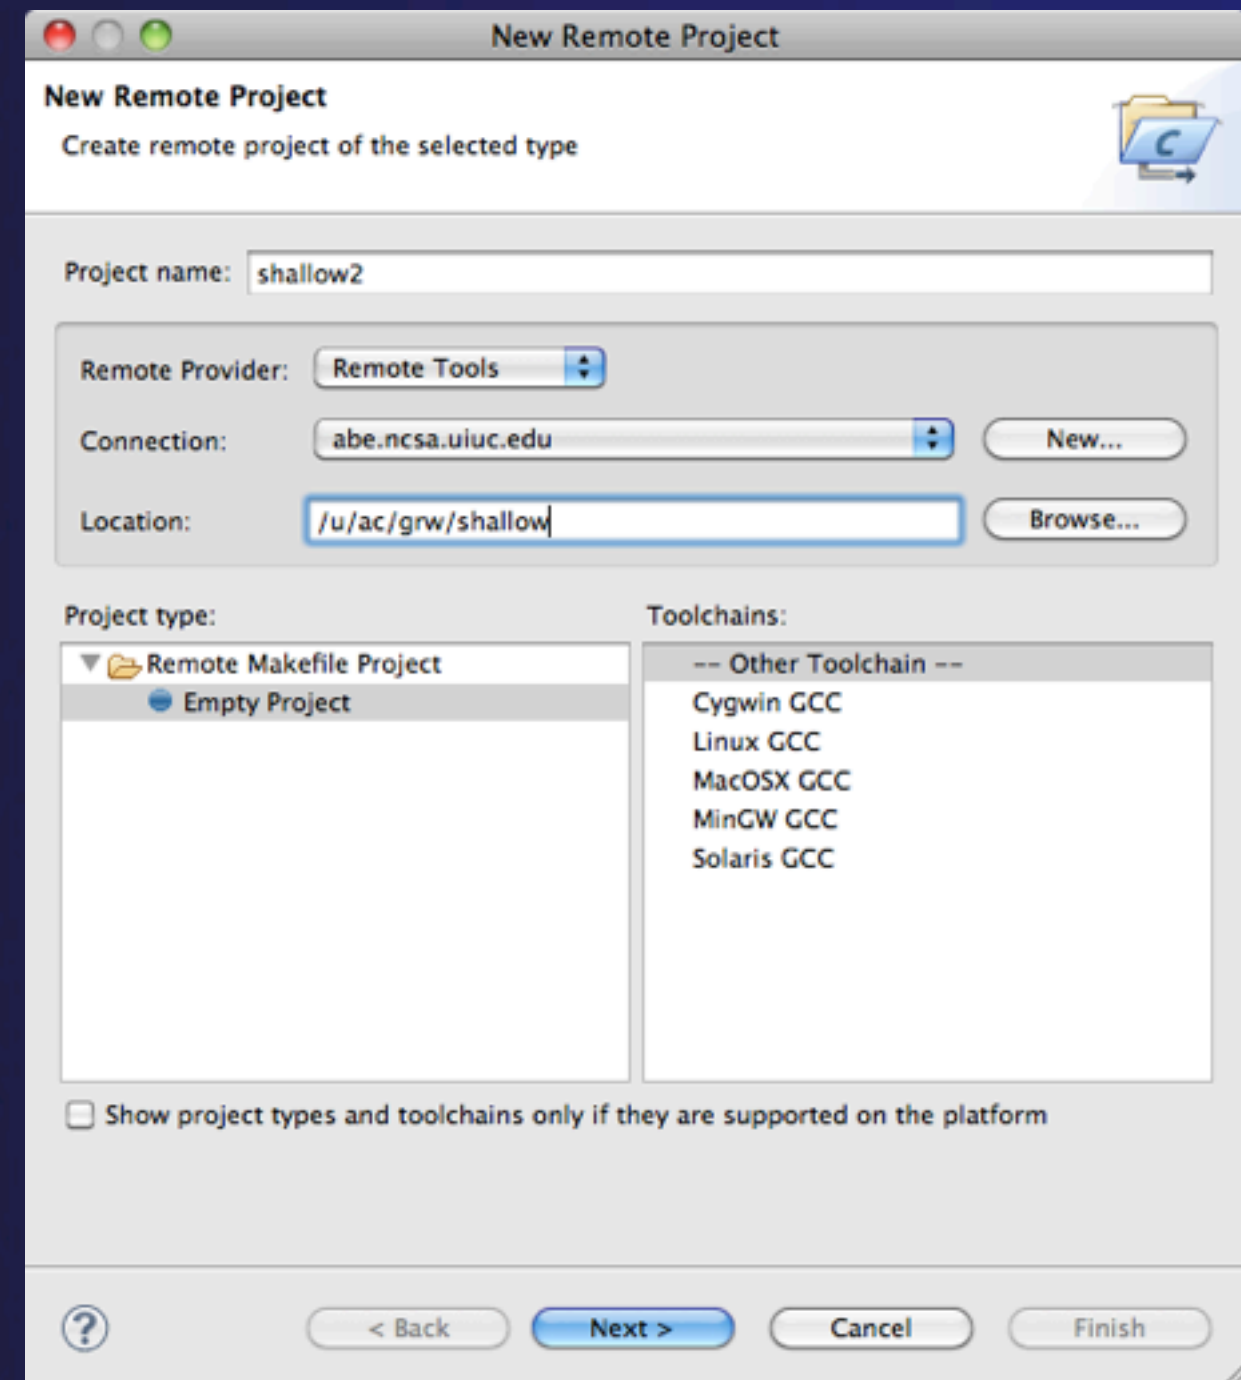 New Remote Project
New Remote Project
Create remote project of the selected type
C
Project name: shallow2
Remote Provider: Remote Tools
Connection: abe.ncsa.uiuc.edu New...
Location: /u/ac/grw/shallow Browse...
Project type: Toolchains:
Remote Makefile Project -- Other Toolchain --
Empty Project Cygwin GCC
Linux GCC
MacOSX GCC
MinGW GCC
Solaris GCC
Show project types and toolchains only if they are supported on the platform
? < Back Next > Cancel Finish